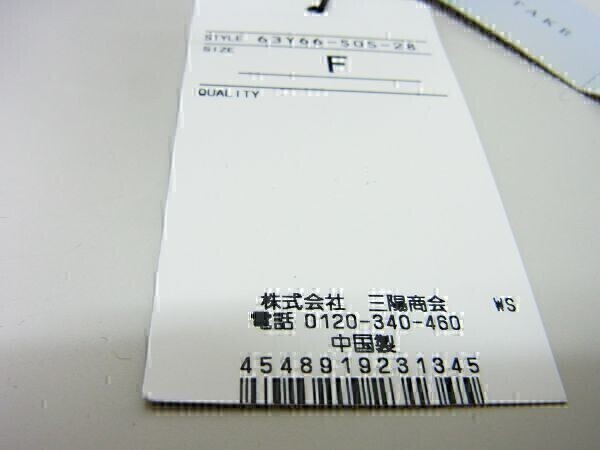 TAKE
STYLE 63Y66-505-28
SIZE
F
QUALITY
株式会社 三陽商会 WS
電話 0120-340-460
中国製
4548919231345